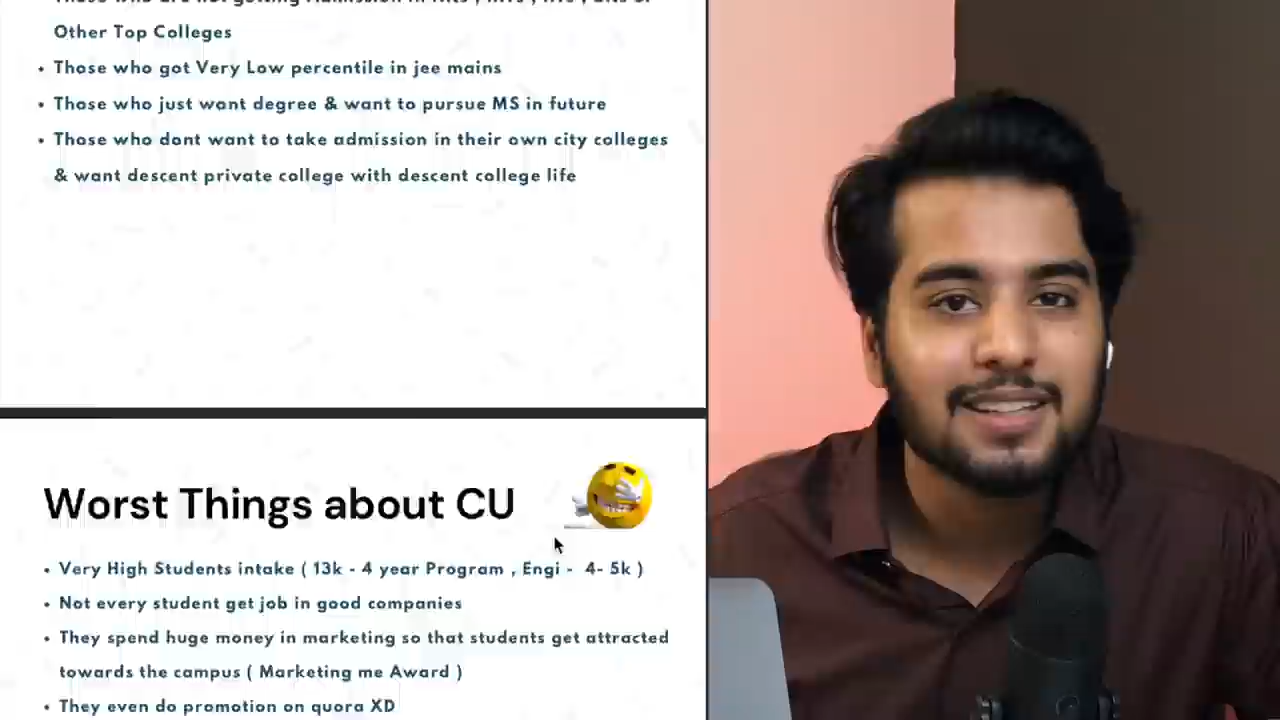 Other Top Colleges
• Those who got Very Low percentile in jee mains
• Those who just want degree & want to pursue MS in future
• Those who dont want to take admission in their own city colleges
& want descent private college with descent college life
Worst Things about CU
• Very High Students intake ( 13k - 4 year Program , Engi - 4- 5k )
• Not every student get job in good companies
• They spend huge money in marketing so that students get attracted
towards the campus ( Marketing me Award )
• They even do promotion on quora XD